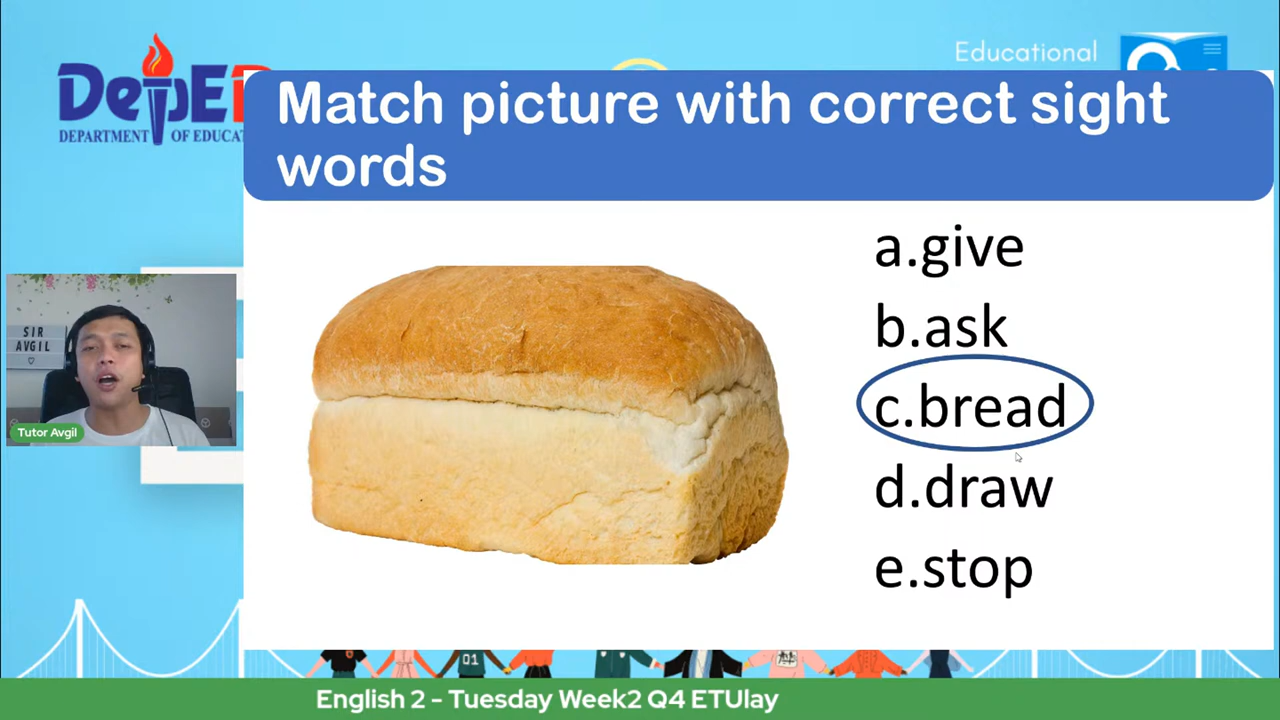 DepED
DEPARTMENT OF EDUCAT
Educational
Match picture with correct sight
words
a.give
b.ask
c.bread
d.draw
e.stop
SIR
AVGIL
Tutor Avgil
01
English 2 - Tuesday Week2 Q4 ETUlay